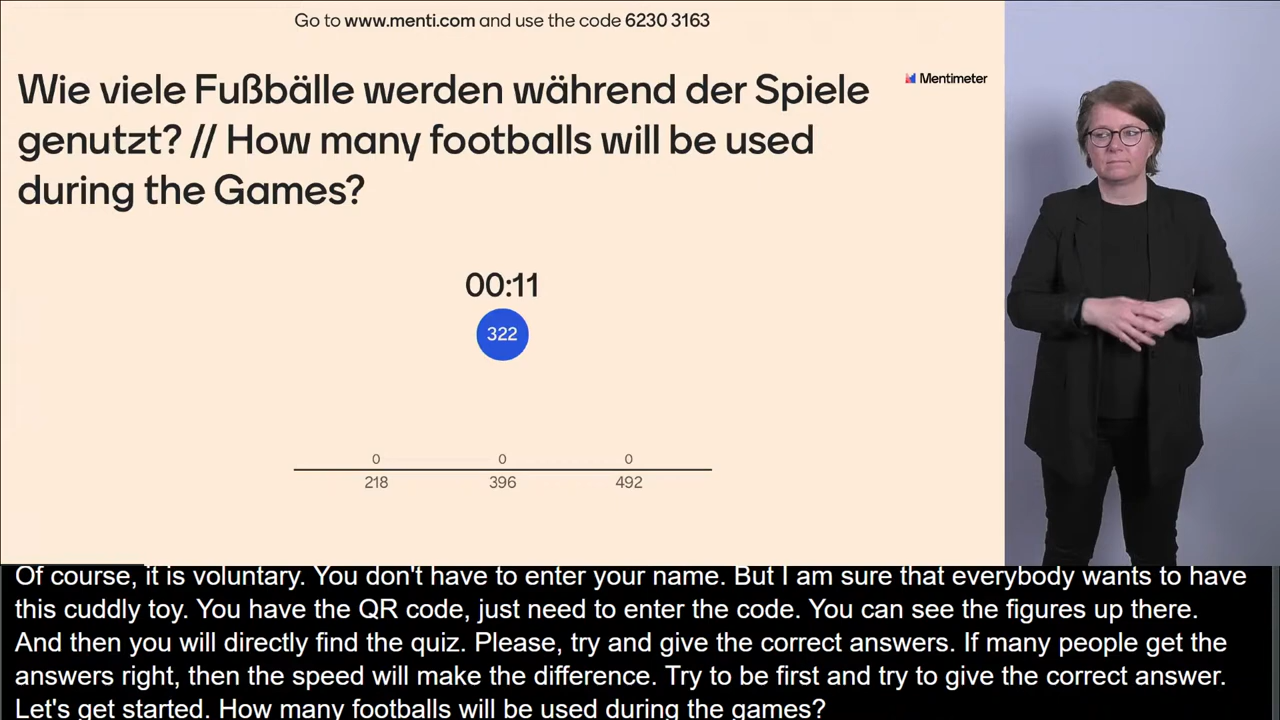 Go to www.menti.com and use the code 6230 3163
Wie viele Fußbälle werden während der Spiele
genutzt? // How many footballs will be used
during the Games?
Mentimeter
00:11
322
0 0 0
218 396 492
Of course, it is voluntary. You don't have to enter your name. But I am sure that everybody wants to have
this cuddly toy. You have the QR code, just need to enter the code. You can see the figures up there.
And then you will directly find the quiz. Please, try and give the correct answers. If many people get the
answers right, then the speed will make the difference. Try to be first and try to give the correct answer.
Let's get started. How many footballs will be used during the games?